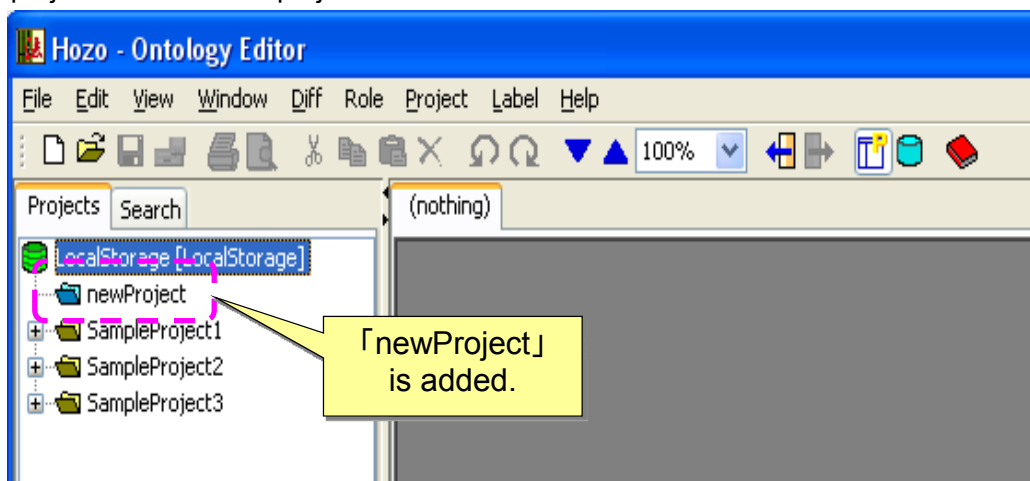 Hozo - Ontology Editor
File Edit View Window Diff Role Project Label Help
100%
Projects Search
(nothing)
LocalStorage [LocalStorage]
newProject
SampleProject1
SampleProject2
SampleProject3
「newProject」
is added.